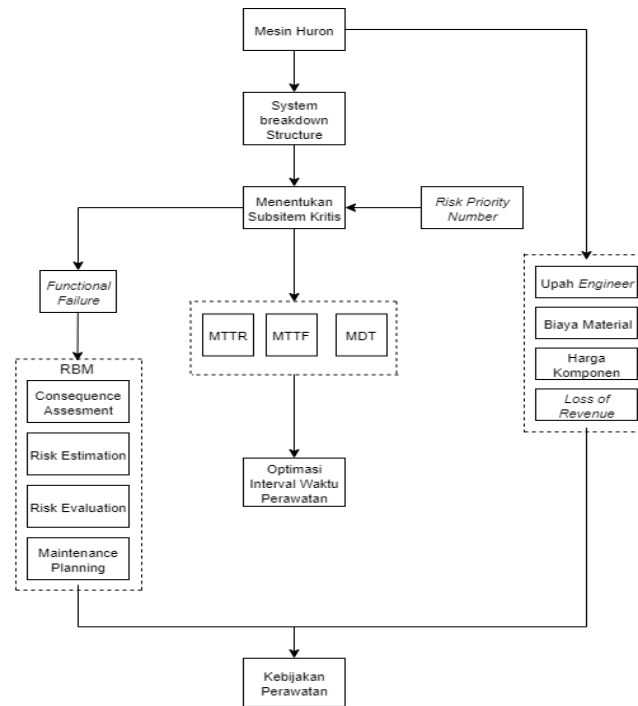 Mesin Huron
System
breakdown
Structure
Menentukan
Subsitem Kritis
Risk Priority
Number
Functional
Failure
Upah Engineer
Biaya Material
Harga
Komponen
Loss of
Revenue
MTTR
MTTF
MDT
RBM
Consequence
Assesment
Risk Estimation
Risk Evaluation
Maintenance
Planning
Optimasi
Interval Waktu
Perawatan
Kebijakan
Perawatan